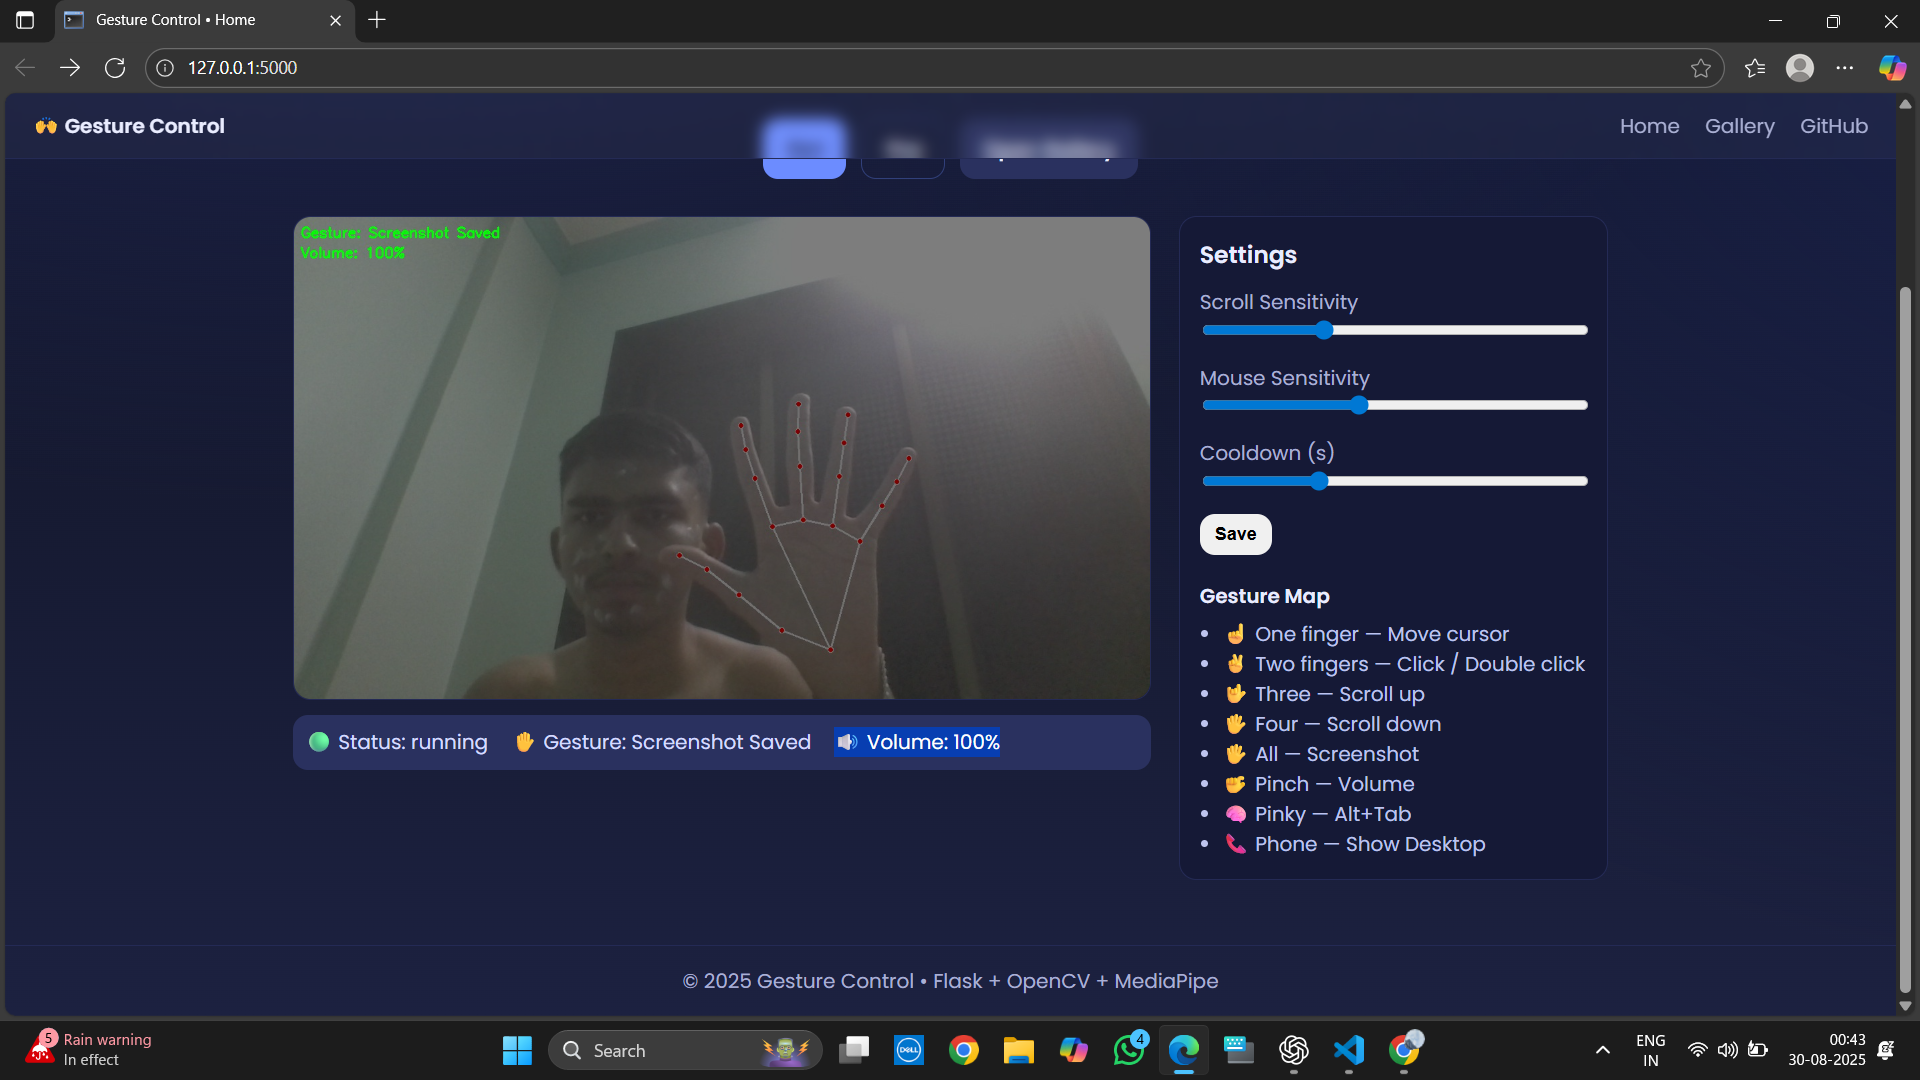 Gesture Control • Home
127.0.0.1:5000
Gesture Control
Home
Gallery
GitHub
Gesture: Screenshot Saved
Volume: 100%
Settings
Scroll Sensitivity
Mouse Sensitivity
Cooldown (s)
Save
Gesture Map
One finger — Move cursor
Two fingers — Click / Double click
Three — Scroll up
Four — Scroll down
All — Screenshot
Pinch — Volume
Pinky — Alt+Tab
Phone — Show Desktop
Status: running
Gesture: Screenshot Saved
Volume: 100%
© 2025 Gesture Control • Flask + OpenCV + MediaPipe
5
Rain warning
In effect
Search
DELL
4
ENG
IN
00:43
30-08-2025